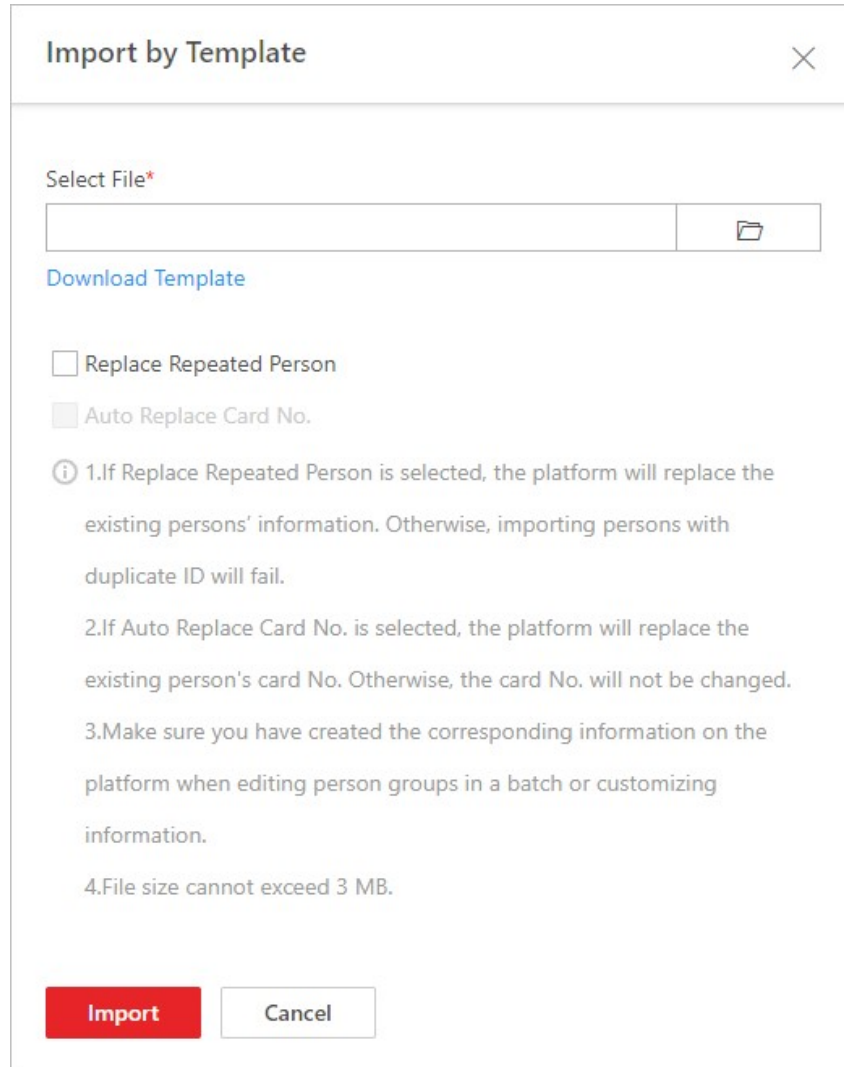 Import by Template
Select File*
Download Template
Replace Repeated Person
Auto Replace Card No.
1.If Replace Repeated Person is selected, the platform will replace the
existing persons’ information. Otherwise, importing persons with
duplicate ID will fail.
2.If Auto Replace Card No. is selected, the platform will replace the
existing person's card No. Otherwise, the card No. will not be changed.
3.Make sure you have created the corresponding information on the
platform when editing person groups in a batch or customizing
information.
4.File size cannot exceed 3 MB.
Import
Cancel